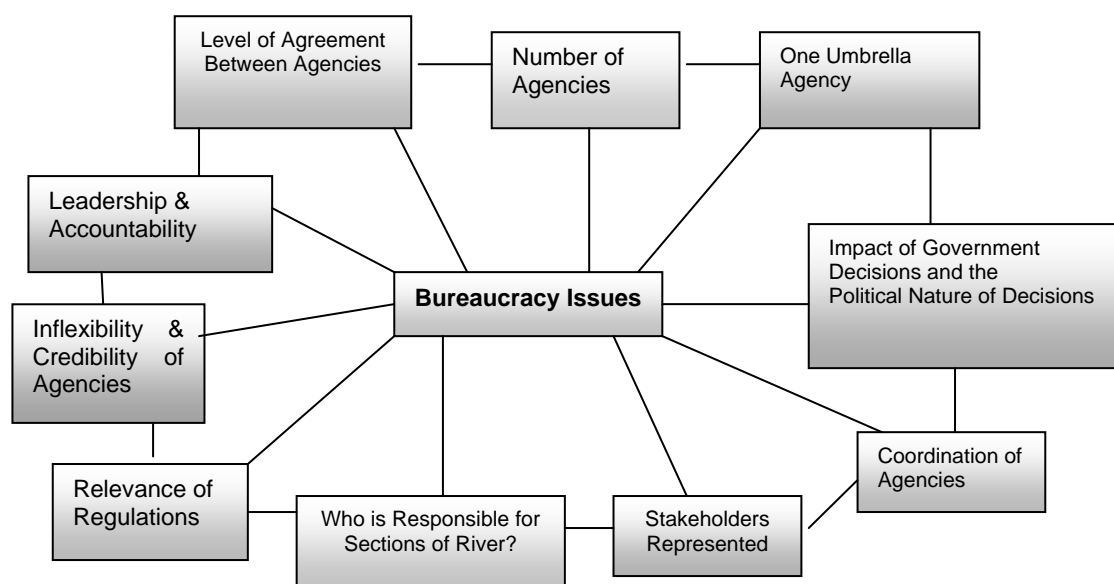 Level of Agreement
Between Agencies
Number of
Agencies
One Umbrella
Agency
Leadership &
Accountability
Impact of Government
Decisions and the
Political Nature of Decisions
Bureaucracy Issues
Inflexibility &
Credibility of
Agencies
Coordination of
Agencies
Relevance of
Regulations
Who is Responsible for
Sections of River?
Stakeholders
Represented